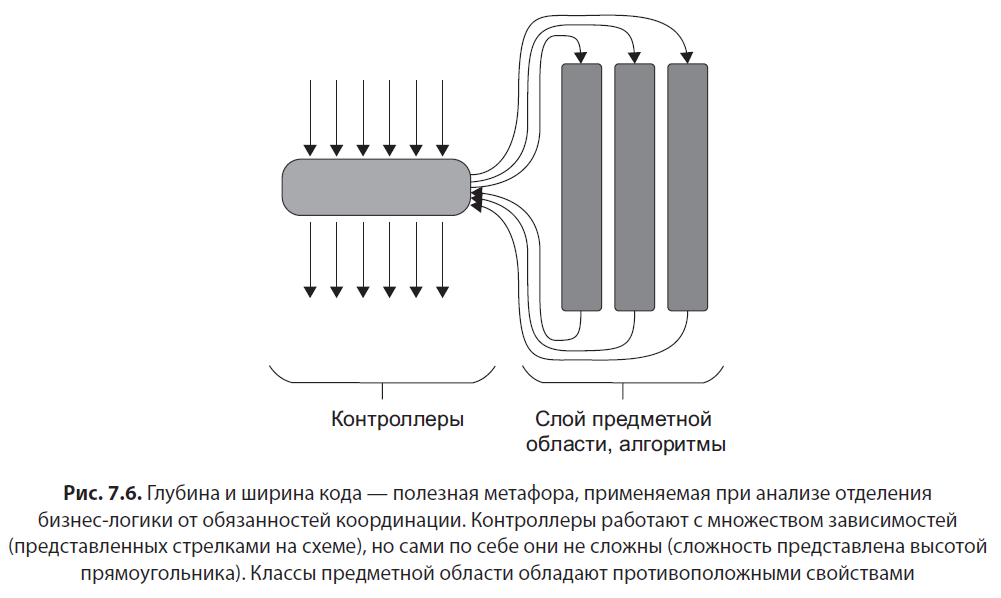 Контроллеры
Слой предметной
области, алгоритмы
Рис. 7.6. Глубина и ширина кода — полезная метафора, применяемая при анализе отделения
бизнес-логики от обязанностей координации. Контроллеры работают с множеством зависимостей
(представленных стрелками на схеме), но сами по себе они не сложны (сложность представлена высотой
прямоугольника). Классы предметной области обладают противоположными свойствами